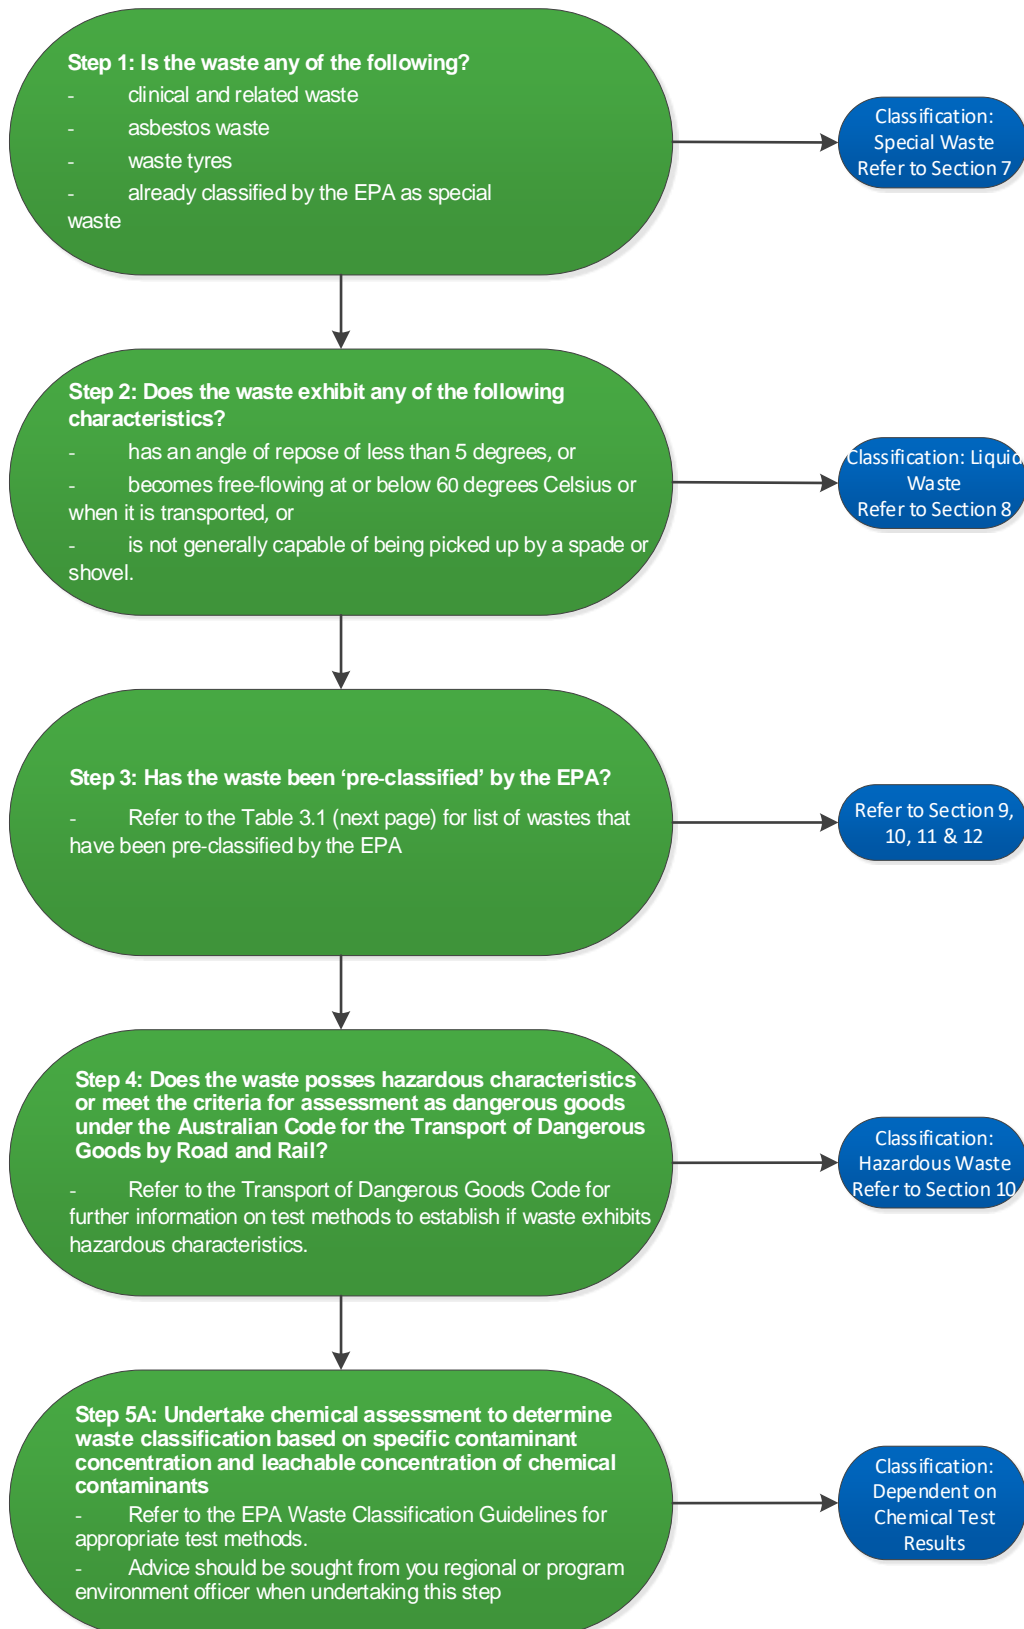 Step 1: Is the waste any of the following?
- clinical and related waste
- asbestos waste
- waste tyres
- already classified by the EPA as special
waste
Classification:
Special Waste
Refer to Section 7
Step 2: Does the waste exhibit any of the following
characteristics?
- has an angle of repose of less than 5 degrees, or
- becomes free-flowing at or below 60 degrees Celsius or
when it is transported, or
- is not generally capable of being picked up by a spade or
shovel.
Classification: Liquid
Waste
Refer to Section 8
Step 3: Has the waste been ‘pre-classified’ by the EPA?
- Refer to the Table 3.1 (next page) for list of wastes that
have been pre-classified by the EPA
Refer to Section 9,
10, 11 & 12
Step 4: Does the waste posses hazardous characteristics
or meet the criteria for assessment as dangerous goods
under the Australian Code for the Transport of Dangerous
Goods by Road and Rail?
- Refer to the Transport of Dangerous Goods Code for
further information on test methods to establish if waste exhibits
hazardous characteristics.
Classification:
Hazardous Waste
Refer to Section 10
Step 5A: Undertake chemical assessment to determine
waste classification based on specific contaminant
concentration and leachable concentration of chemical
contaminants
- Refer to the EPA Waste Classification Guidelines for
appropriate test methods.
- Advice should be sought from you regional or program
environment officer when undertaking this step
Classification:
Dependent on
Chemical Test
Results